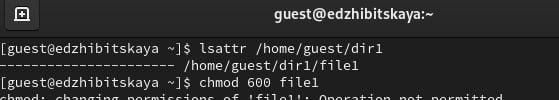 guest@edzhibitskaya:~
[guest@edzhibitskaya ~]$ lsattr /home/guest/dir1
---------------------- /home/guest/dir1/file1
[guest@edzhibitskaya ~]$ chmod 600 file1
chmod: changing permissions of 'file1': Operation not permitted